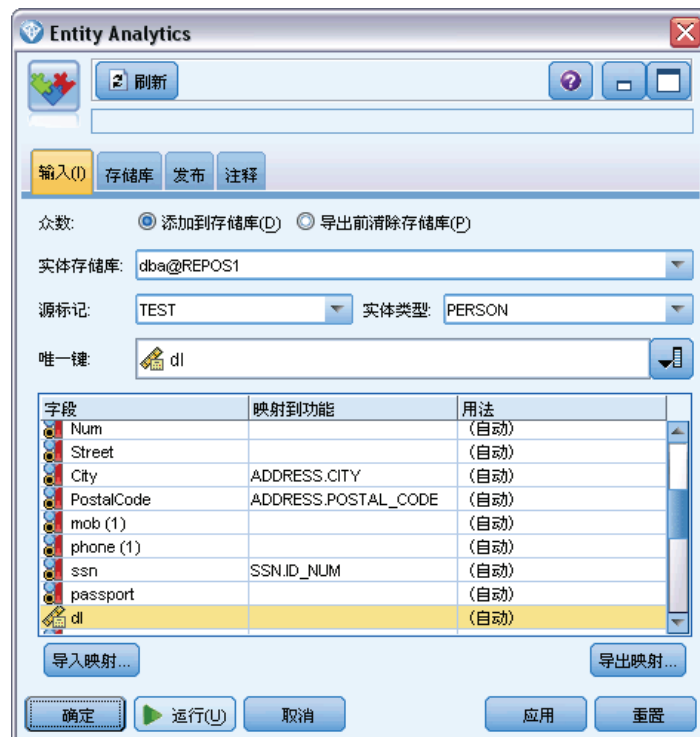 Entity Analytics
刷新
输入(I) 存储库 发布 注释
众数: 添加到存储库(D) 导出前清除存储库(P)
实体存储库: dba@REPOS1
源标记: TEST 实体类型: PERSON
唯一键: dl
字段 映射到功能 用法
Num (自动)
Street (自动)
City ADDRESS.CITY (自动)
PostalCode ADDRESS.POSTAL_CODE (自动)
mob (1) (自动)
phone (1) (自动)
ssn SSN.ID_NUM (自动)
passport (自动)
dl (自动)
导入映射... 导出映射...
确定 运行(U) 取消 应用 重置